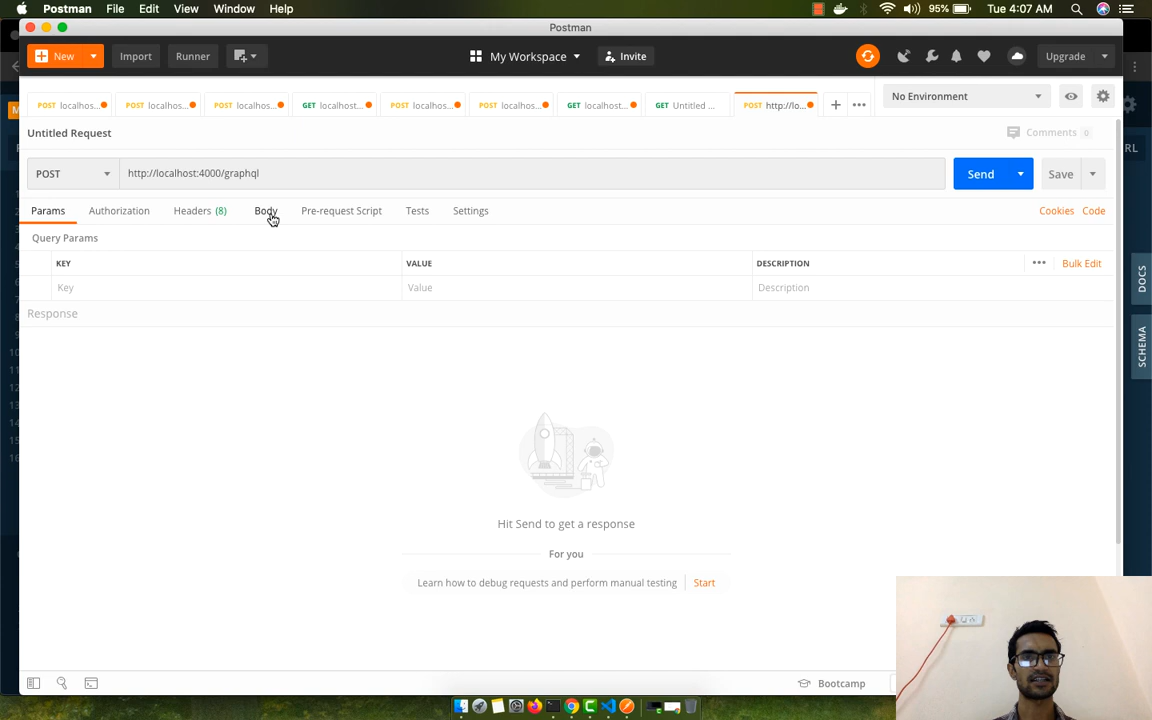 Postman File Edit View Window Help 95% Tue 4:07 AM
Postman
New Import Runner My Workspace Invite Upgrade
POST localhos... POST localhos... POST localhos... GET localhost... POST localhos... POST localhos... GET localhost... GET Untitled ... POST http://lo... No Environment
Untitled Request Comments 0
POST http://localhost:4000/graphql Send Save
Params Authorization Headers (8) Body Pre-request Script Tests Settings Cookies Code
Query Params
KEY VALUE DESCRIPTION Bulk Edit
Key Value Description
Response
DOCS
SCHEMA
Hit Send to get a response
For you
Learn how to debug requests and perform manual testing Start
Bootcamp